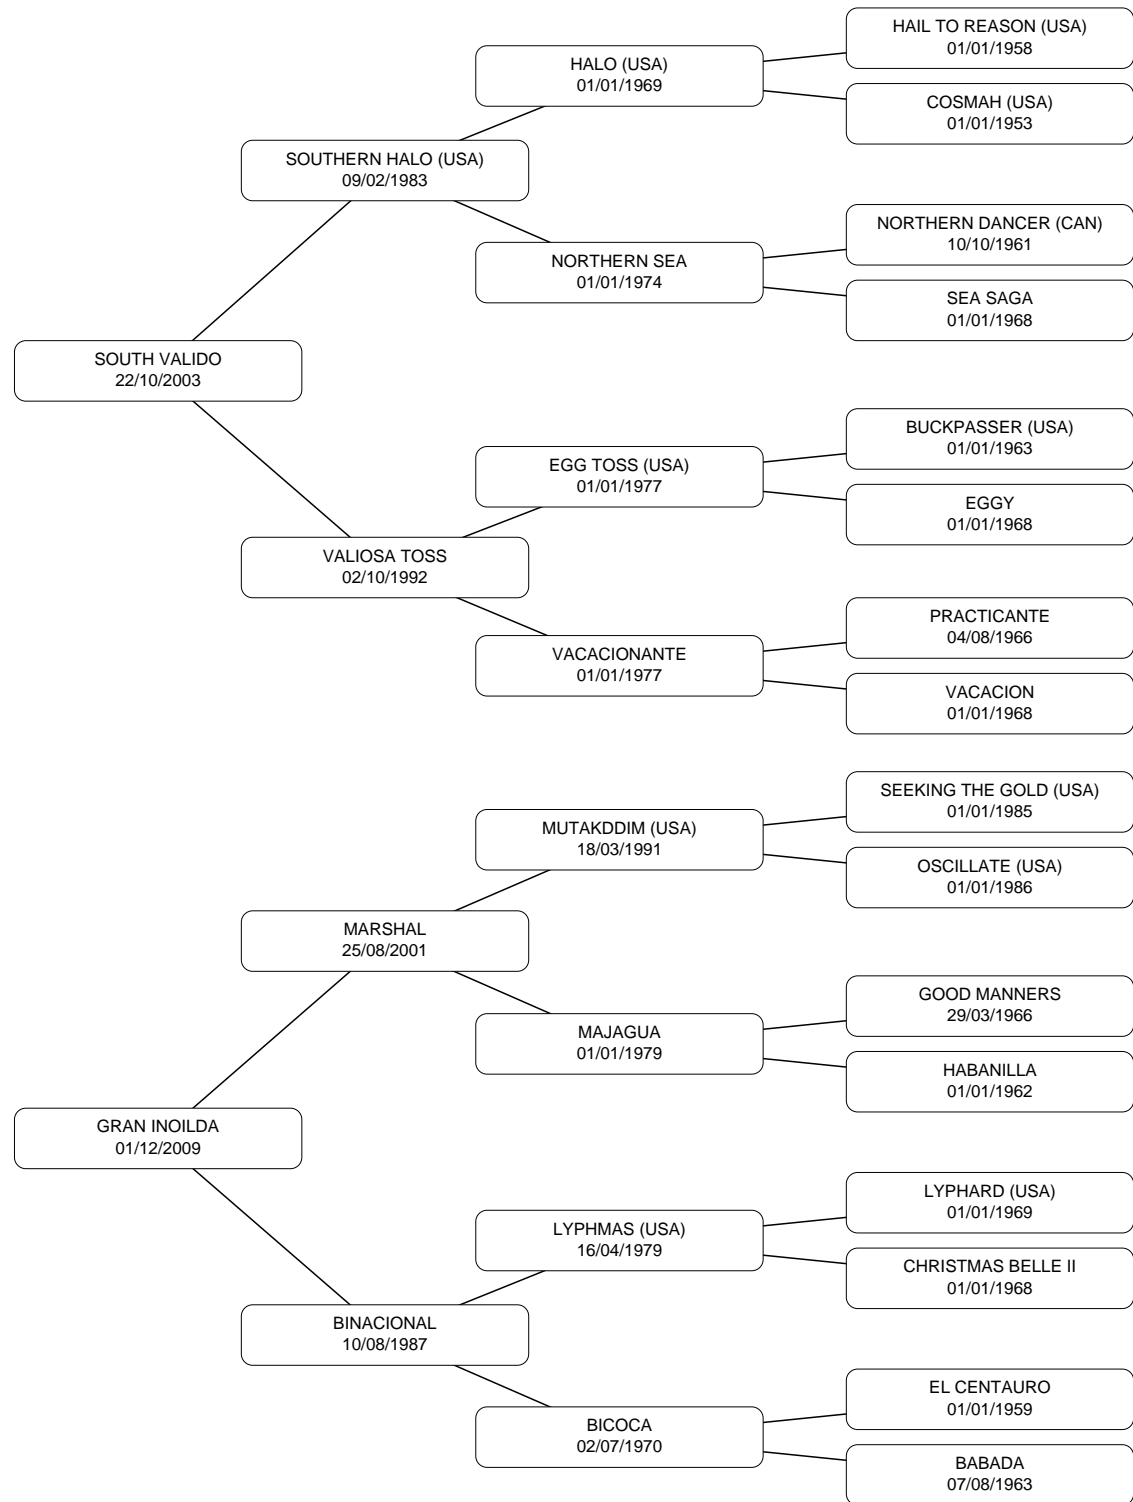 HAIL TO REASON (USA)
01/01/1958
HALO (USA)
01/01/1969
COSMAH (USA)
01/01/1953
SOUTHERN HALO (USA)
09/02/1983
NORTHERN DANCER (CAN)
10/10/1961
NORTHERN SEA
01/01/1974
SEA SAGA
01/01/1968
SOUTH VALIDO
22/10/2003
BUCKPASSER (USA)
01/01/1963
EGG TOSS (USA)
01/01/1977
EGGY
01/01/1968
VALIOSA TOSS
02/10/1992
PRACTICANTE
04/08/1966
VACACIONANTE
01/01/1977
VACACION
01/01/1968
SEEKING THE GOLD (USA)
01/01/1985
MUTAKDDIM (USA)
18/03/1991
OSCILLATE (USA)
01/01/1986
MARSHAL
25/08/2001
GOOD MANNERS
29/03/1966
MAJAGUA
01/01/1979
HABANILLA
01/01/1962
GRAN INOILDA
01/12/2009
LYPHARD (USA)
01/01/1969
LYPHMAS (USA)
16/04/1979
CHRISTMAS BELLE II
01/01/1968
BINACIONAL
10/08/1987
EL CENTAURO
01/01/1959
BICOCA
02/07/1970
BABADA
07/08/1963